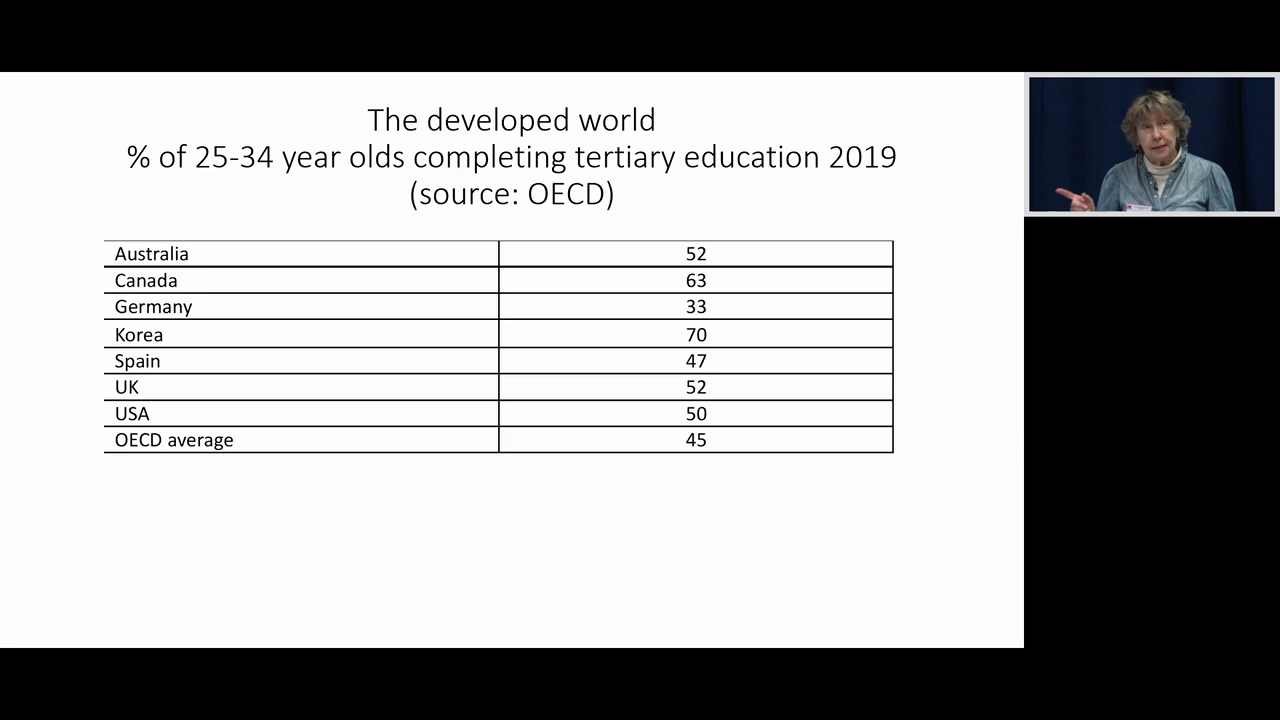 The developed world
% of 25-34 year olds completing tertiary education 2019
(source: OECD)
Australia 52
Canada 63
Germany 33
Korea 70
Spain 47
UK 52
USA 50
OECD average 45